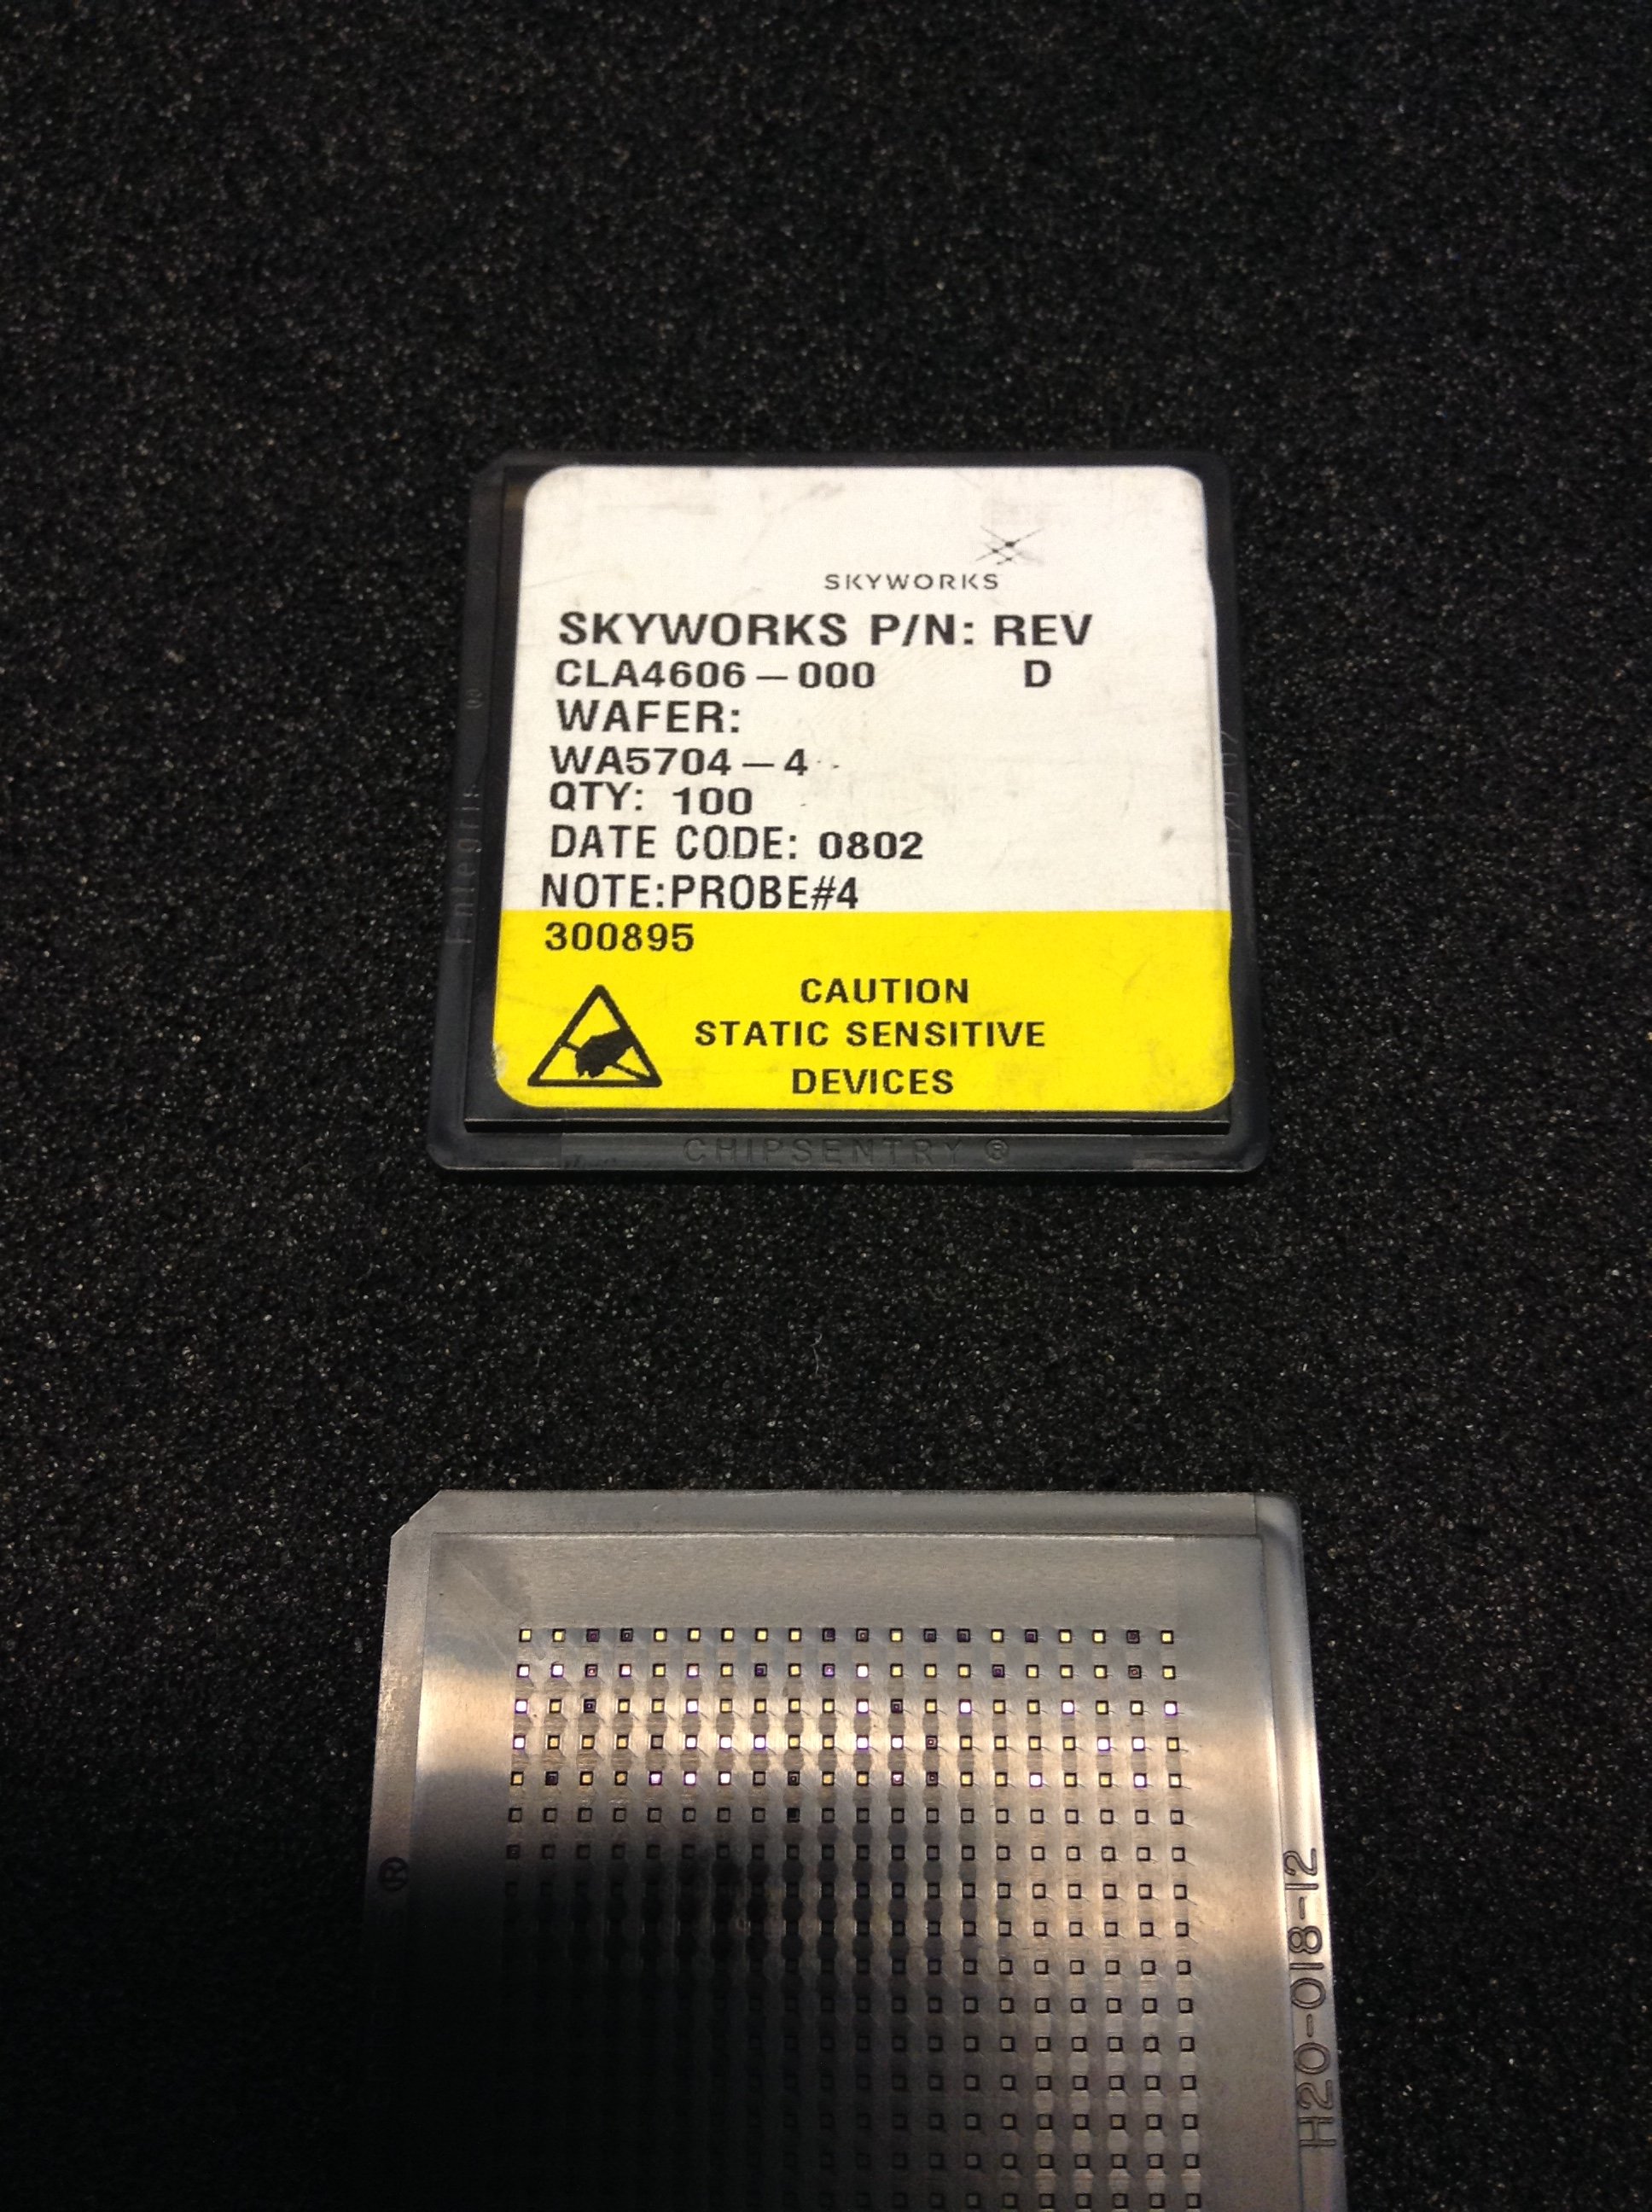 SKYWORKS
SKYWORKS P/N: REV
CLA4606-000 D
WAFER:
WA5704-4
QTY: 100
DATE CODE: 0802
NOTE:PROBE#4
300895
CAUTION
STATIC SENSITIVE
DEVICES
Entegris ®
CHIPSENTRY ®
®
H20-018-12